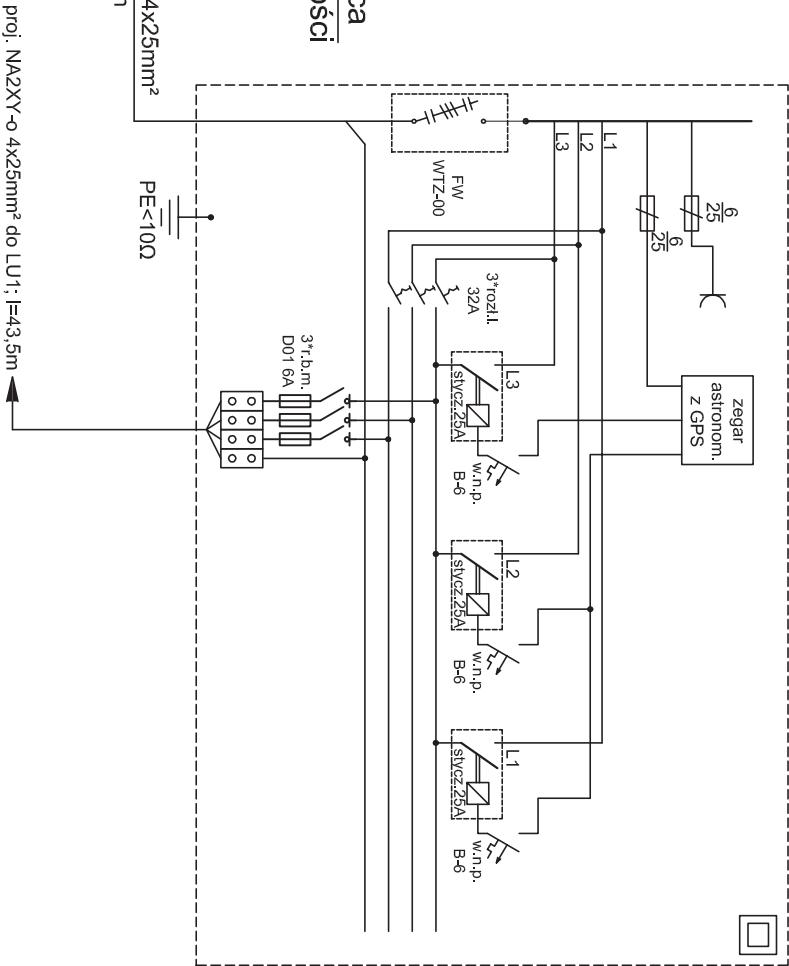 ca
ości
4x25mm²
m
proj. NA2XY-o 4x25mm² do LU1; l=43,5m
PE<10Ω
FW
WTZ-00
L1
L2
L3
6
25
6
25
zegar
astronom.
z GPS
3*rozł.I.
32A
3*r.b.m.
D01 6A
L3
stycz.25A
w.n.p.
B-6
L2
stycz.25A
w.n.p.
B-6
L1
stycz.25A
w.n.p.
B-6